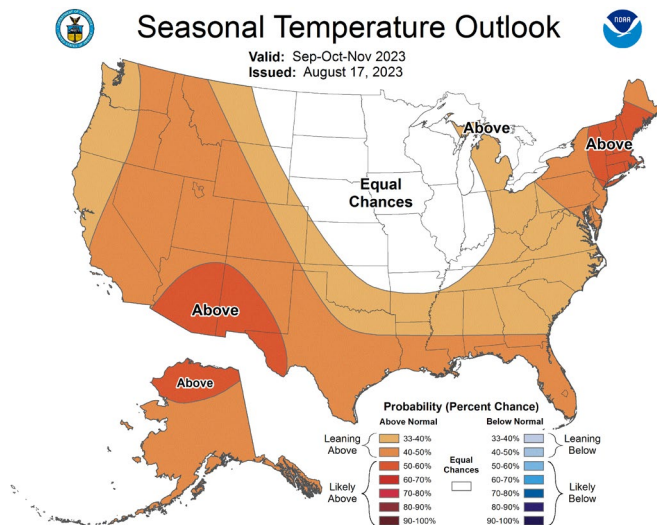 Seasonal Temperature Outlook
NOAA
Valid: Sep-Oct-Nov 2023
Issued: August 17, 2023
Above
Above
Equal
Chances
Above
Above
Probability (Percent Chance)
Above Normal
Below Normal
Leaning
Above
33-40%
40-50%
Likely
Above
50-60%
60-70%
70-80%
80-90%
90-100%
Equal
Chances
33-40%
40-50%
Leaning
Below
50-60%
60-70%
70-80%
80-90%
90-100%
Likely
Below